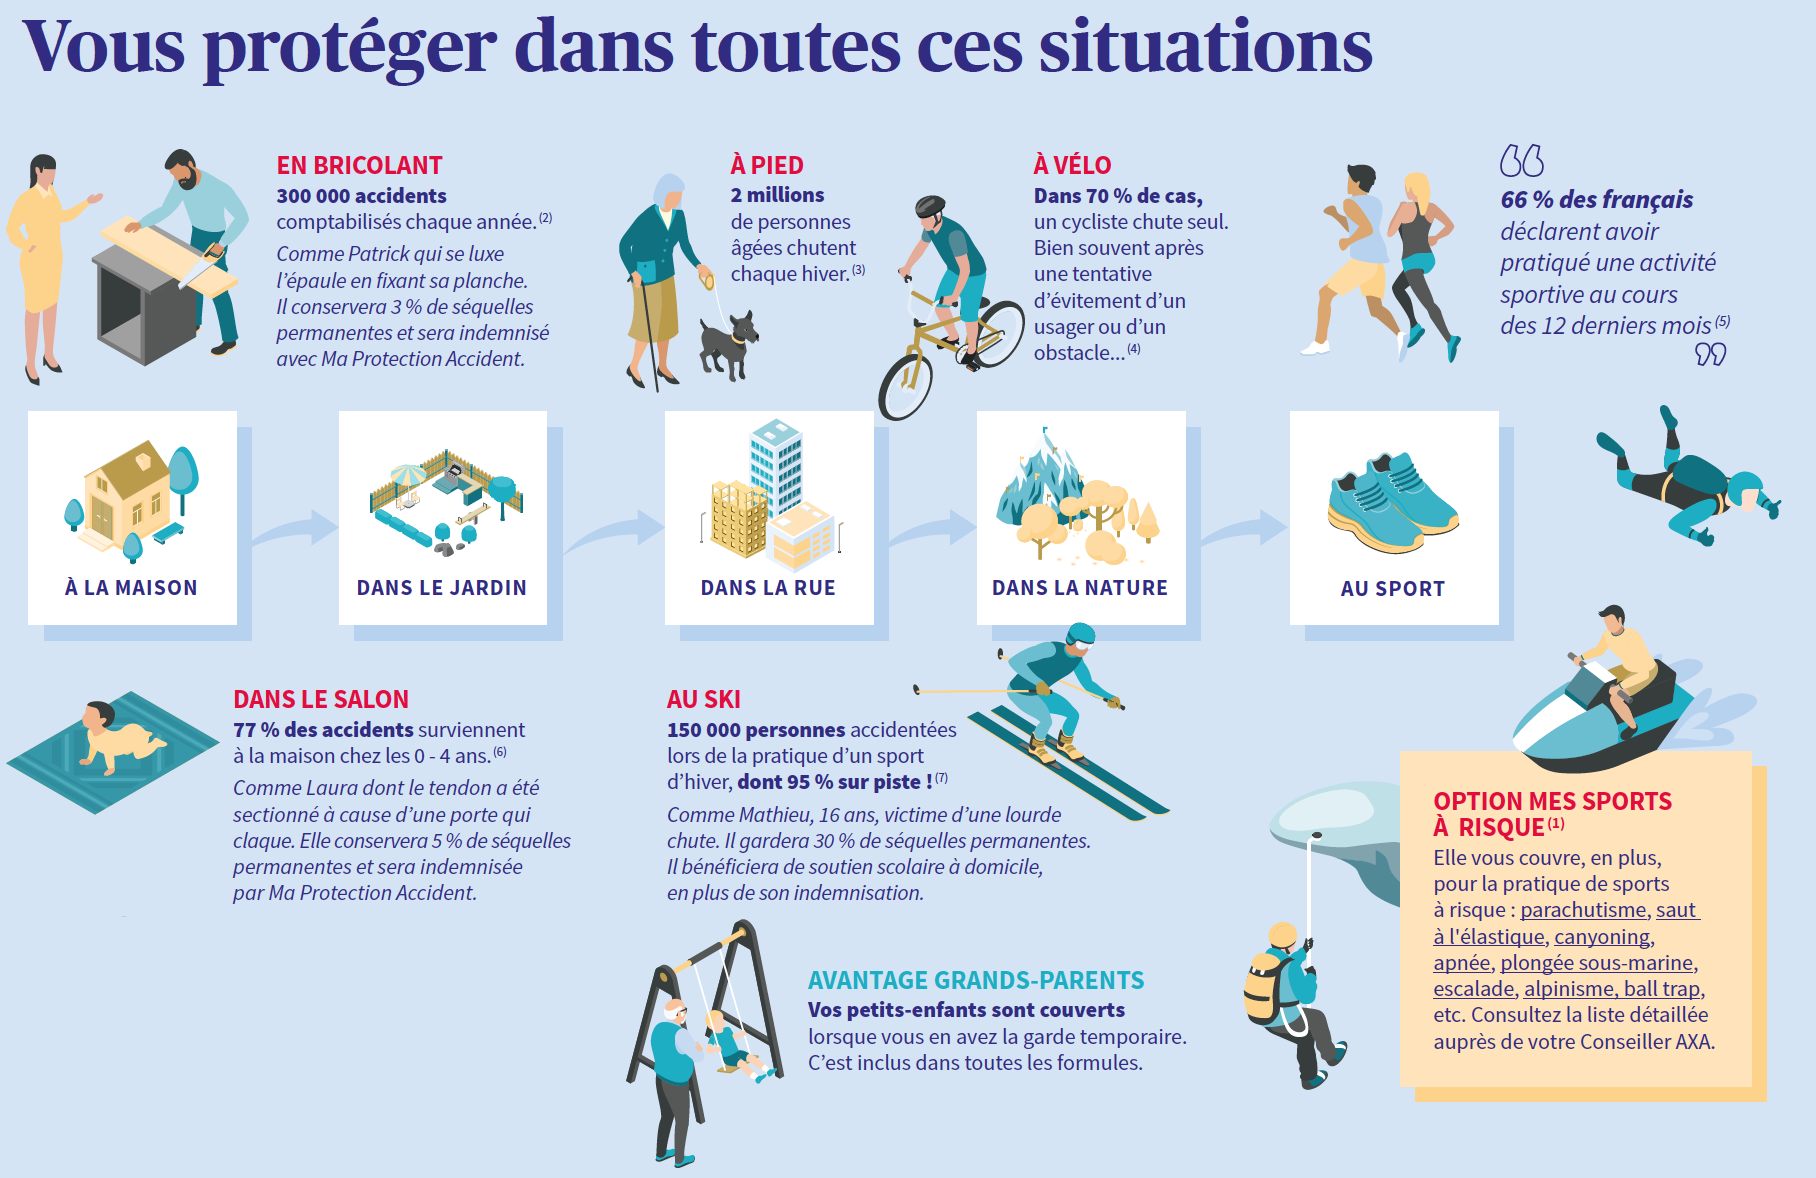 Vous protéger dans toutes ces situations
EN BRICOLANT
300 000 accidents
comptabilisés chaque année.(2)
Comme Patrick qui se luxe
l'épaule en fixant sa planche.
Il conservera 3 % de séquelles
permanentes et sera indemnisé
avec Ma Protection Accident.
À PIED
2 millions
de personnes
âgées chutent
chaque hiver.(3)
À VÉLO
Dans 70 % de cas,
un cycliste chute seul.
Bien souvent après
une tentative
d'évitement d'un
usager ou d'un
obstacle...(4)
66 % des français
déclarent avoir
pratiqué une activité
sportive au cours
des 12 derniers mois(5)
À LA MAISON
DANS LE JARDIN
DANS LA RUE
DANS LA NATURE
AU SPORT
DANS LE SALON
77 % des accidents surviennent
à la maison chez les 0 - 4 ans.(6)
Comme Laura dont le tendon a été
sectionné à cause d'une porte qui
claque. Elle conservera 5 % de séquelles
permanentes et sera indemnisée
par Ma Protection Accident.
AU SKI
150 000 personnes accidentées
lors de la pratique d'un sport
d'hiver, dont 95 % sur piste !(7)
Comme Mathieu, 16 ans, victime d'une lourde
chute. Il gardera 30 % de séquelles permanentes.
Il bénéficiera de soutien scolaire à domicile,
en plus de son indemnisation.
AVANTAGE GRANDS-PARENTS
Vos petits-enfants sont couverts
lorsque vous en avez la garde temporaire.
C'est inclus dans toutes les formules.
OPTION MES SPORTS
À RISQUE(1)
Elle vous couvre, en plus,
pour la pratique de sports
à risque : parachutisme, saut
à l'élastique, canyoning,
apnée, plongée sous-marine,
escalade, alpinisme, ball trap,
etc. Consultez la liste détaillée
auprès de votre Conseiller AXA.